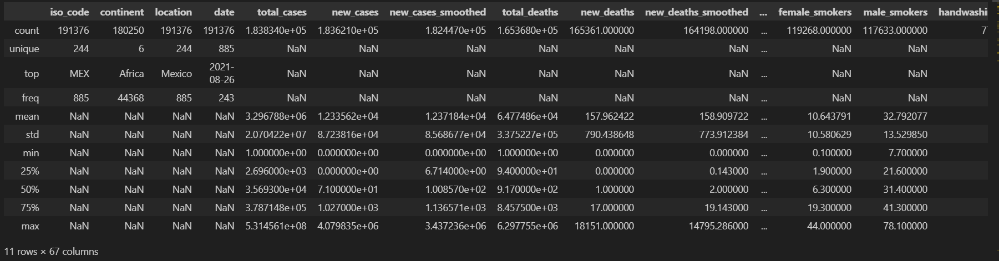 iso_code continent location date total_cases new_cases new_cases_smoothed total_deaths new_deaths new_deaths_smoothed ... female_smokers male_smokers handwashi
count 191376 180250 191376 191376 1.838340e+05 1.836210e+05 1.824470e+05 1.653680e+05 165361.000000 164198.000000 ... 119268.000000 117633.000000 7
unique 244 6 244 885 NaN NaN NaN NaN NaN NaN ... NaN NaN
top MEX Africa Mexico 2021-
08-26 NaN NaN NaN NaN NaN NaN ... NaN NaN
freq 885 44368 885 243 NaN NaN NaN NaN NaN NaN ... NaN NaN
mean NaN NaN NaN NaN 3.296788e+06 1.233562e+04 1.237184e+04 6.477486e+04 157.962422 158.909722 ... 10.643791 32.792077
std NaN NaN NaN NaN 2.070422e+07 8.723816e+04 8.568677e+04 3.375227e+05 790.438648 773.912384 ... 10.580629 13.529850
min NaN NaN NaN NaN 1.000000e+00 0.000000e+00 0.000000e+00 1.000000e+00 0.000000 0.000000 ... 0.100000 7.700000
25% NaN NaN NaN NaN 2.696000e+03 0.000000e+00 6.714000e+00 9.400000e+01 0.000000 0.143000 ... 1.900000 21.600000
50% NaN NaN NaN NaN 3.569300e+04 7.100000e+01 1.008570e+02 9.170000e+02 1.000000 2.000000 ... 6.300000 31.400000
75% NaN NaN NaN NaN 3.787148e+05 1.027000e+03 1.136571e+03 8.457500e+03 17.000000 19.143000 ... 19.300000 41.300000
max NaN NaN NaN NaN 5.314561e+08 4.079835e+06 3.437236e+06 6.297755e+06 18151.000000 14795.286000 ... 44.000000 78.100000
11 rows × 67 columns